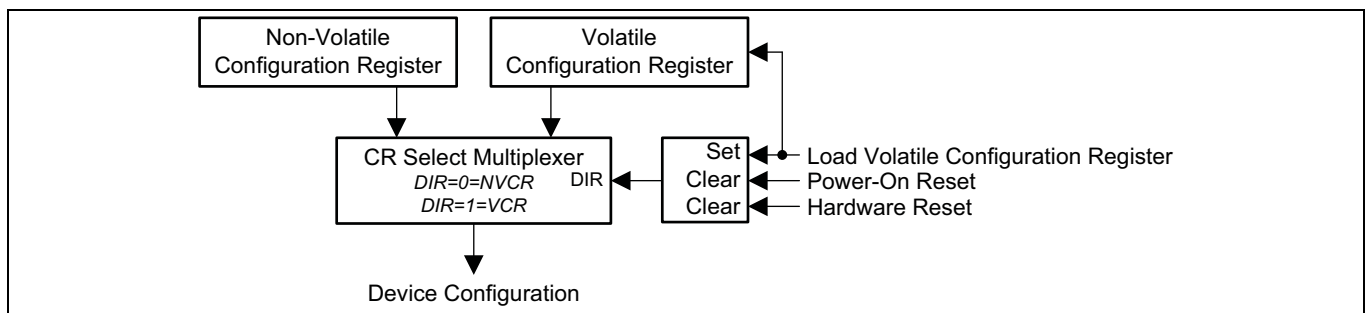 Non-Volatile
Configuration Register
Volatile
Configuration Register
CR Select Multiplexer
DIR=0=NVCR
DIR=1=VCR
DIR
Set
Clear
Clear
Load Volatile Configuration Register
Power-On Reset
Hardware Reset
Device Configuration